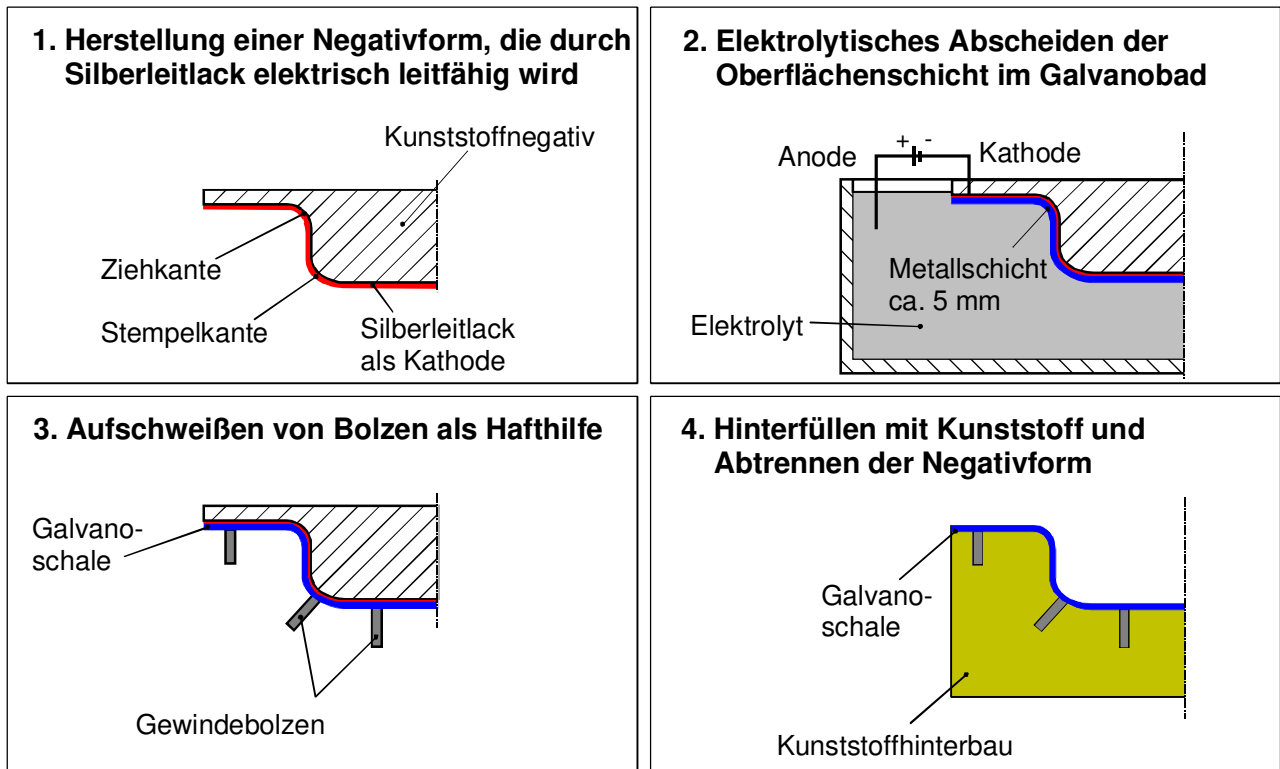 1. Herstellung einer Negativform, die durch
Silberleitlack elektrisch leitfähig wird
Kunststoffnegativ
Ziehkante
Stempelkante
Silberleitlack
als Kathode
2. Elektrolytisches Abscheiden der
Oberflächenschicht im Galvanobad
Anode
+ -
Kathode
Metallschicht
ca. 5 mm
Elektrolyt
3. Aufschweißen von Bolzen als Hafthilfe
Galvano-
schale
Gewindebolzen
4. Hinterfüllen mit Kunststoff und
Abtrennen der Negativform
Galvano-
schale
Kunststoffhinterbau